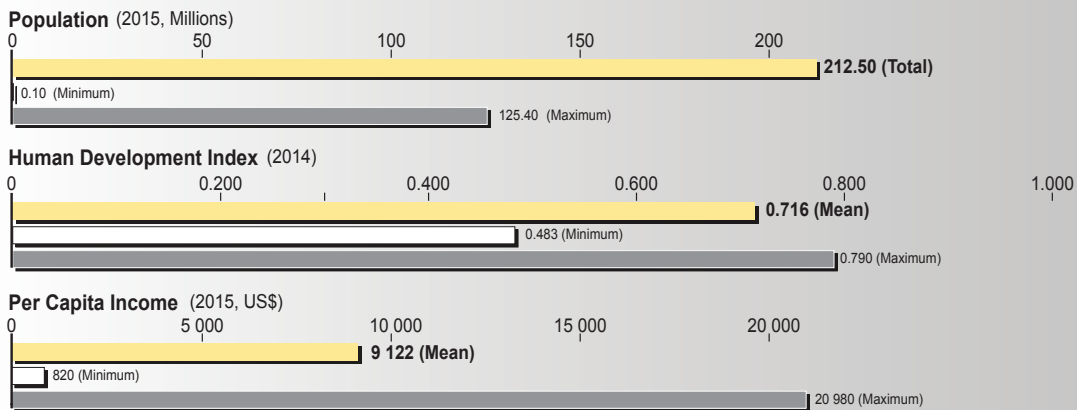 Population (2015, Millions)
0 50 100 150 200
212.50 (Total)
0.10 (Minimum)
125.40 (Maximum)
Human Development Index (2014)
0 0.200 0.400 0.600 0.800 1.000
0.716 (Mean)
0.483 (Minimum)
0.790 (Maximum)
Per Capita Income (2015, US$)
0 5 000 10 000 15 000 20 000
9 122 (Mean)
820 (Minimum)
20 980 (Maximum)